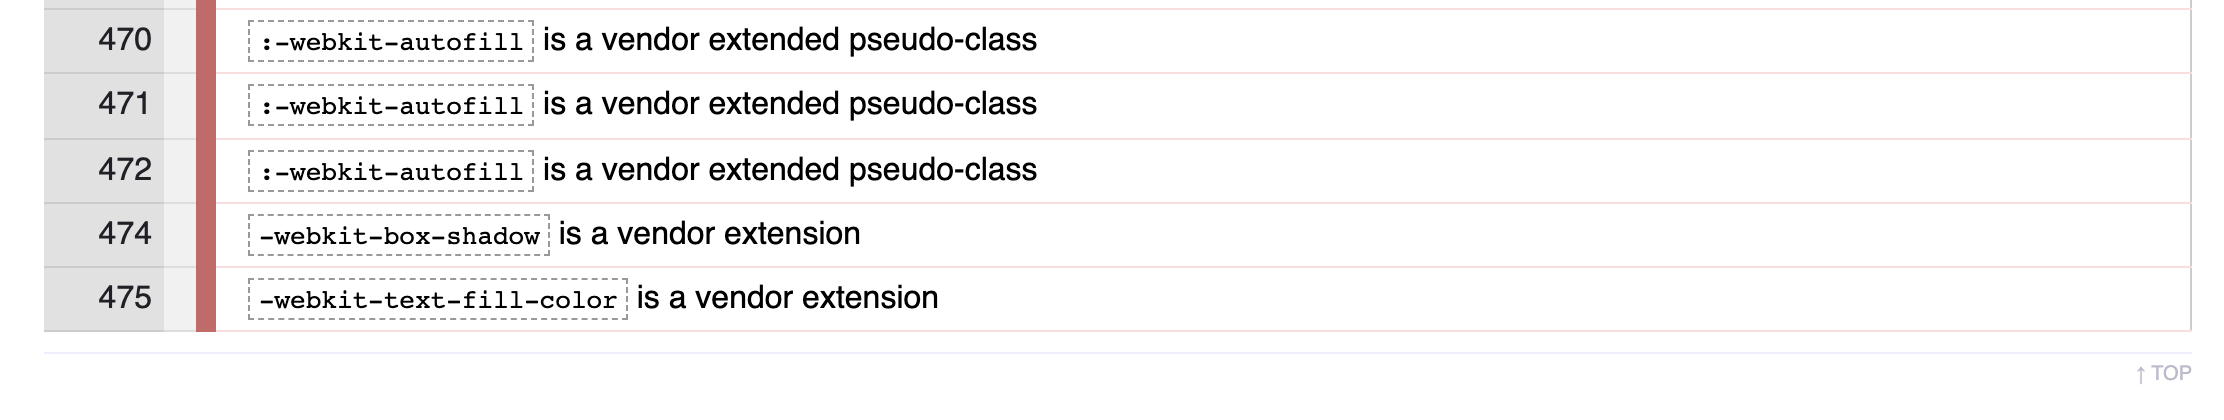 470 :-webkit-autofill is a vendor extended pseudo-class
471 :-webkit-autofill is a vendor extended pseudo-class
472 :-webkit-autofill is a vendor extended pseudo-class
474 -webkit-box-shadow is a vendor extension
475 -webkit-text-fill-color is a vendor extension
↑ TOP